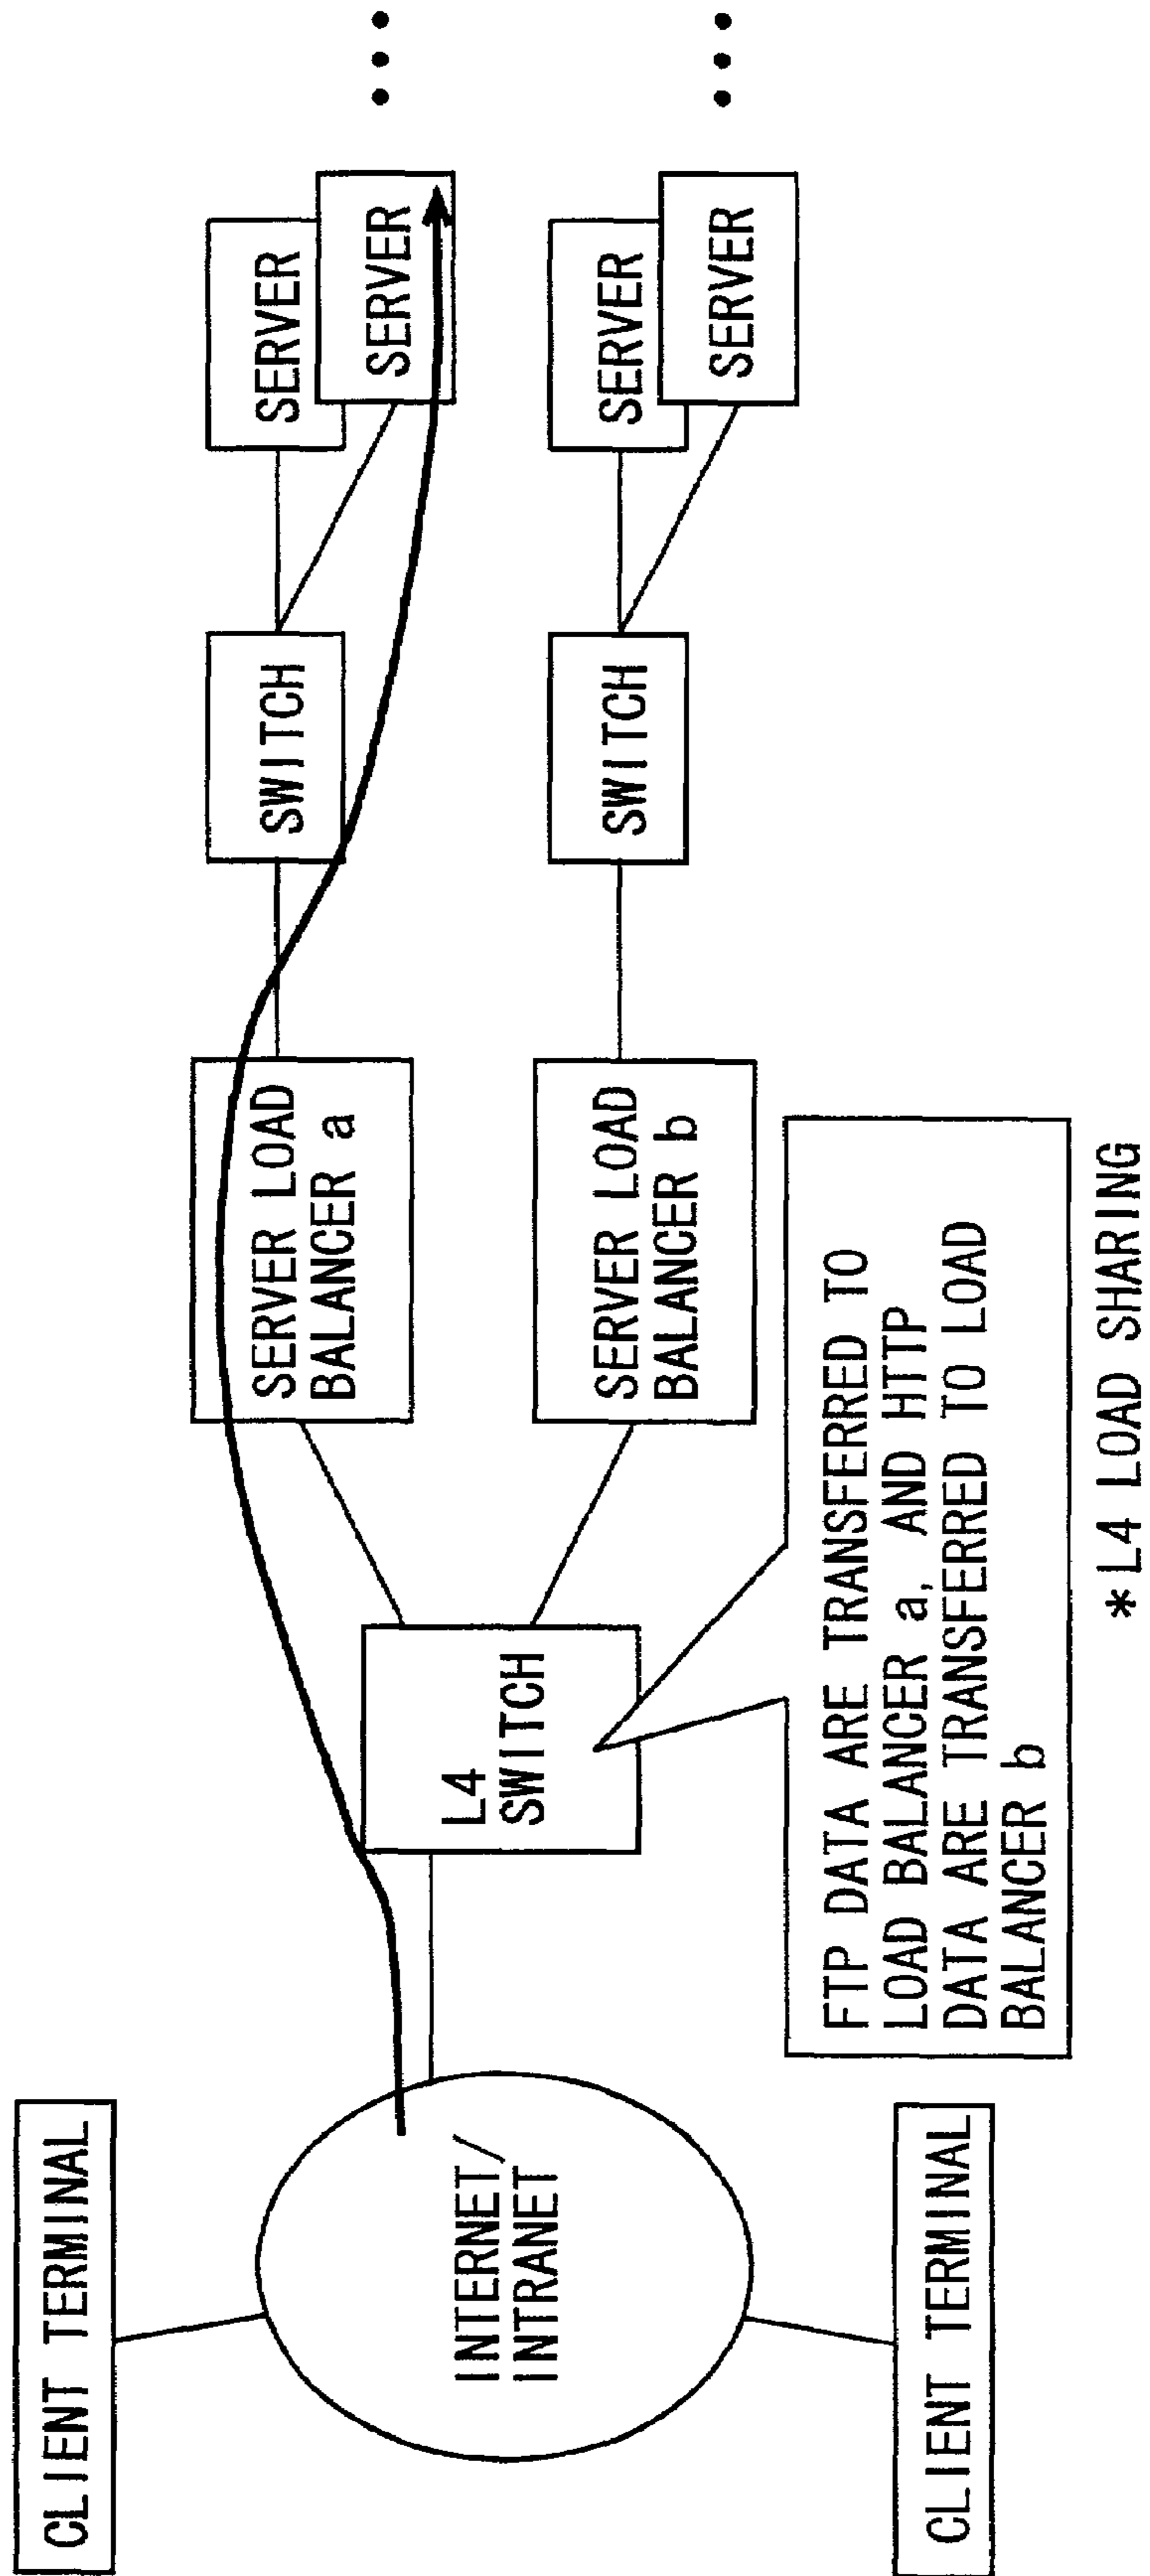 CLIENT TERMINAL
INTERNET/
INTRANET
CLIENT TERMINAL
L4
SWITCH
SERVER LOAD
BALANCER a
SWITCH
SERVER
SERVER
SERVER LOAD
BALANCER b
SWITCH
SERVER
SERVER
FTP DATA ARE TRANSFERRED TO
LOAD BALANCER a, AND HTTP
DATA ARE TRANSFERRED TO LOAD
BALANCER b
*L4 LOAD SHARING